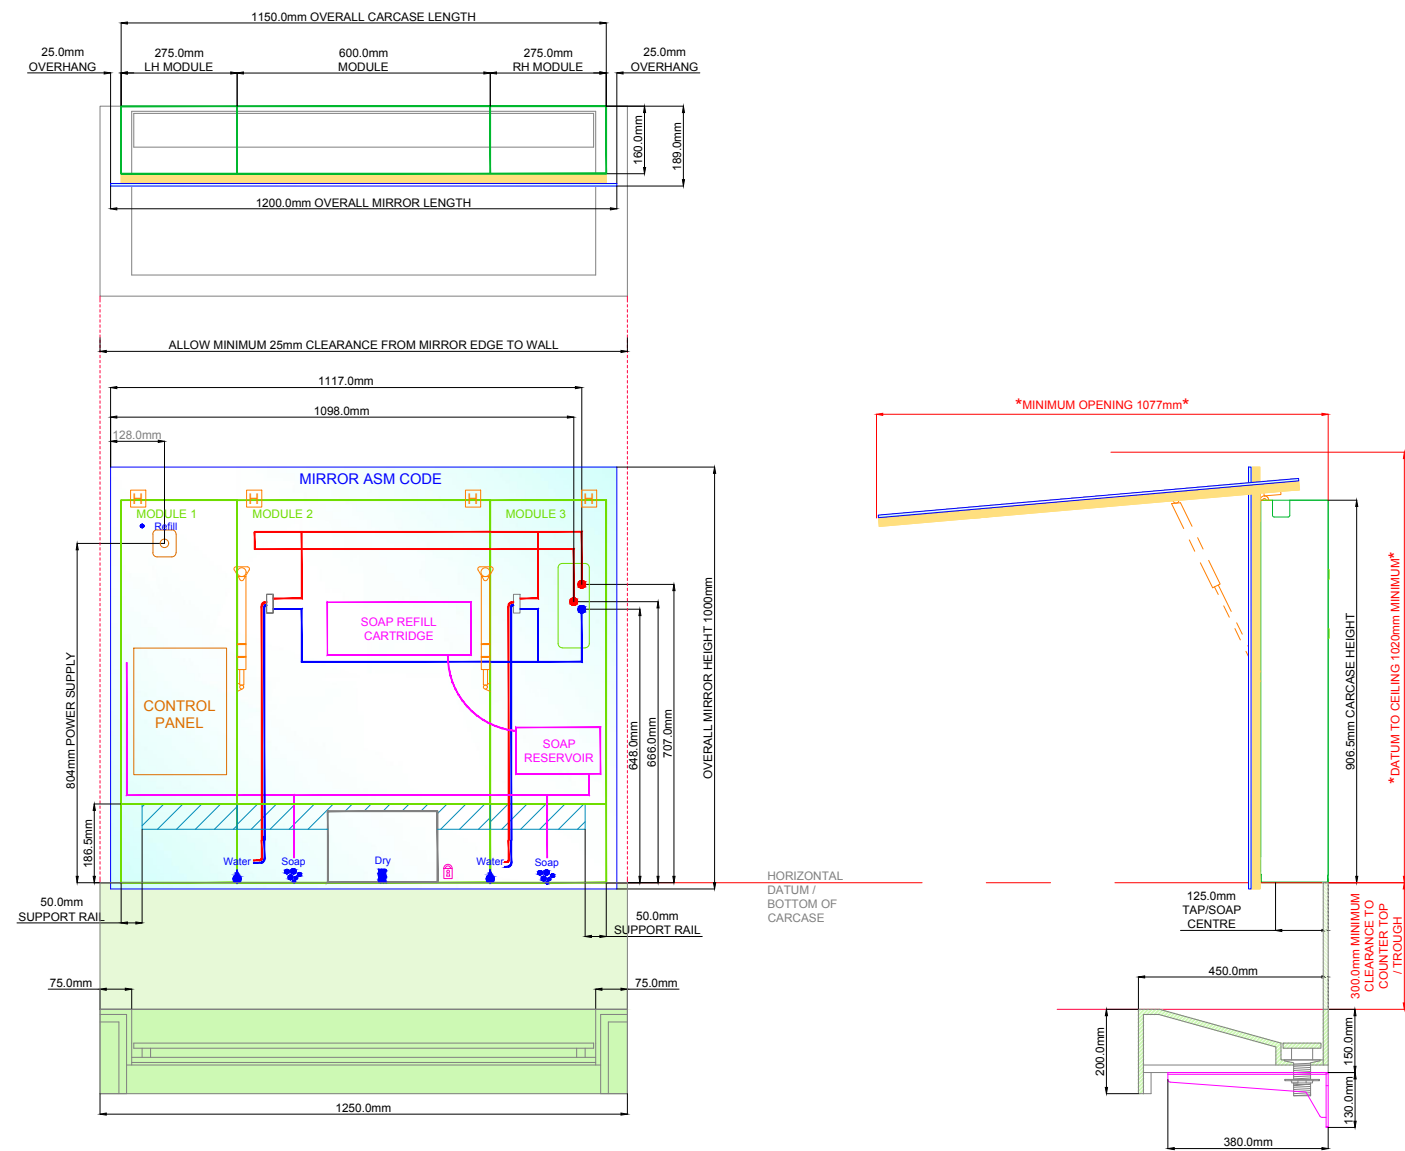 1150.0mm OVERALL CARCASE LENGTH
25.0mm
OVERHANG
275.0mm
LH MODULE
600.0mm
MODULE
275.0mm
RH MODULE
25.0mm
OVERHANG
160.0mm
189.0mm
1200.0mm OVERALL MIRROR LENGTH
ALLOW MINIMUM 25mm CLEARANCE FROM MIRROR EDGE TO WALL
1117.0mm
1098.0mm
128.0mm
MIRROR ASM CODE
H
H
H
H
MODULE 1
MODULE 2
MODULE 3
Refill
SOAP REFILL
CARTRIDGE
CONTROL
PANEL
SOAP
RESERVOIR
804mm POWER SUPPLY
186.5mm
648.0mm
666.0mm
707.0mm
OVERALL MIRROR HEIGHT 1000mm
Water
Soap
Dry
Water
Soap
50.0mm
SUPPORT RAIL
50.0mm
SUPPORT RAIL
75.0mm
75.0mm
1250.0mm
HORIZONTAL
DATUM /
BOTTOM OF
CARCASE
*MINIMUM OPENING 1077mm*
906.5mm CARCASE HEIGHT
*DATUM TO CEILING 1020mm MINIMUM*
125.0mm
TAP/SOAP
CENTRE
300.0mm MINIMUM
CLEARANCE TO
COUNTER TOP
/ TROUGH
450.0mm
200.0mm
150.0mm
130.0mm
380.0mm